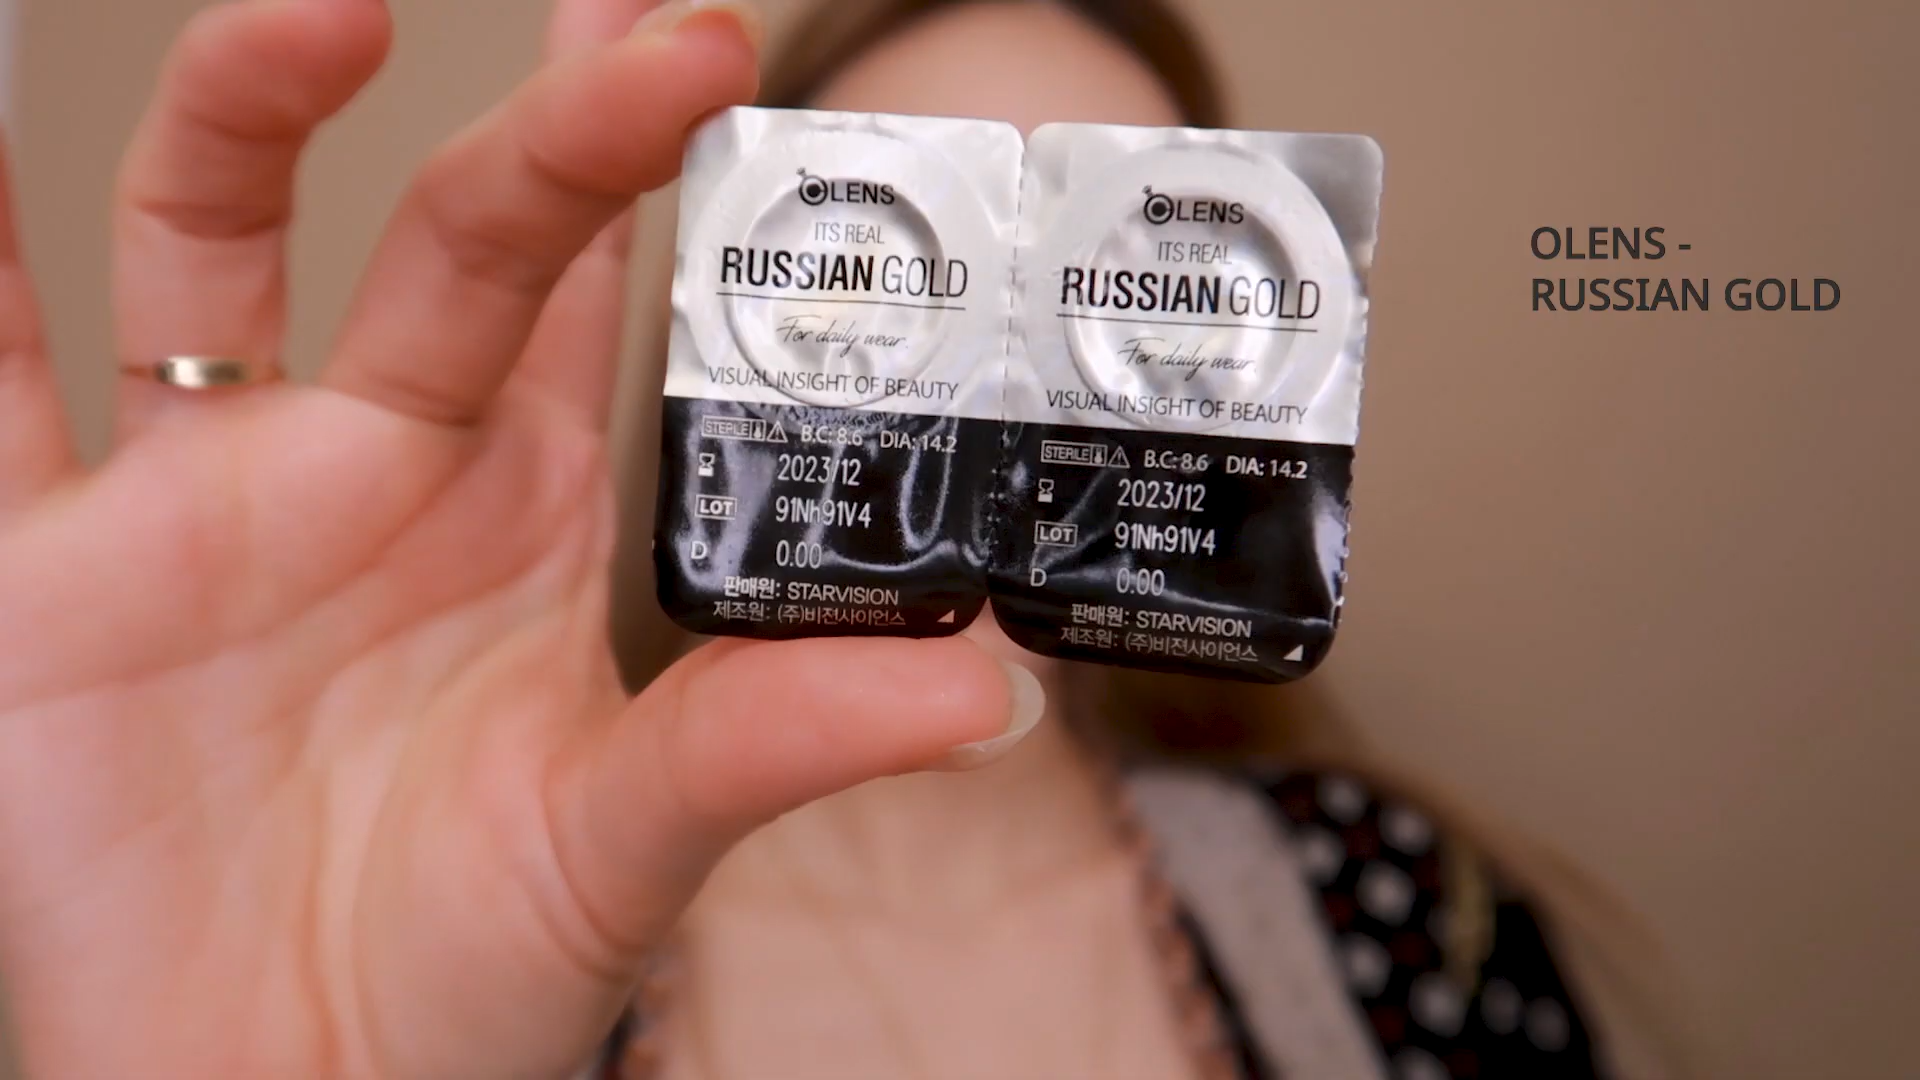 OLENS
ITS REAL
RUSSIAN GOLD
For daily wear.
VISUAL INSIGHT OF BEAUTY
STERILE B.C: 8.6 DIA: 14.2
2023/12
LOT 91Nh91V4
D 0.00
판매원: STARVISION
제조원: (주)비전사이언스
OLENS
ITS REAL
RUSSIAN GOLD
For daily wear.
VISUAL INSIGHT OF BEAUTY
STERILE B.C: 8.6 DIA: 14.2
2023/12
LOT 91Nh91V4
D 0.00
판매원: STARVISION
제조원: (주)비전사이언스
OLENS -
RUSSIAN GOLD